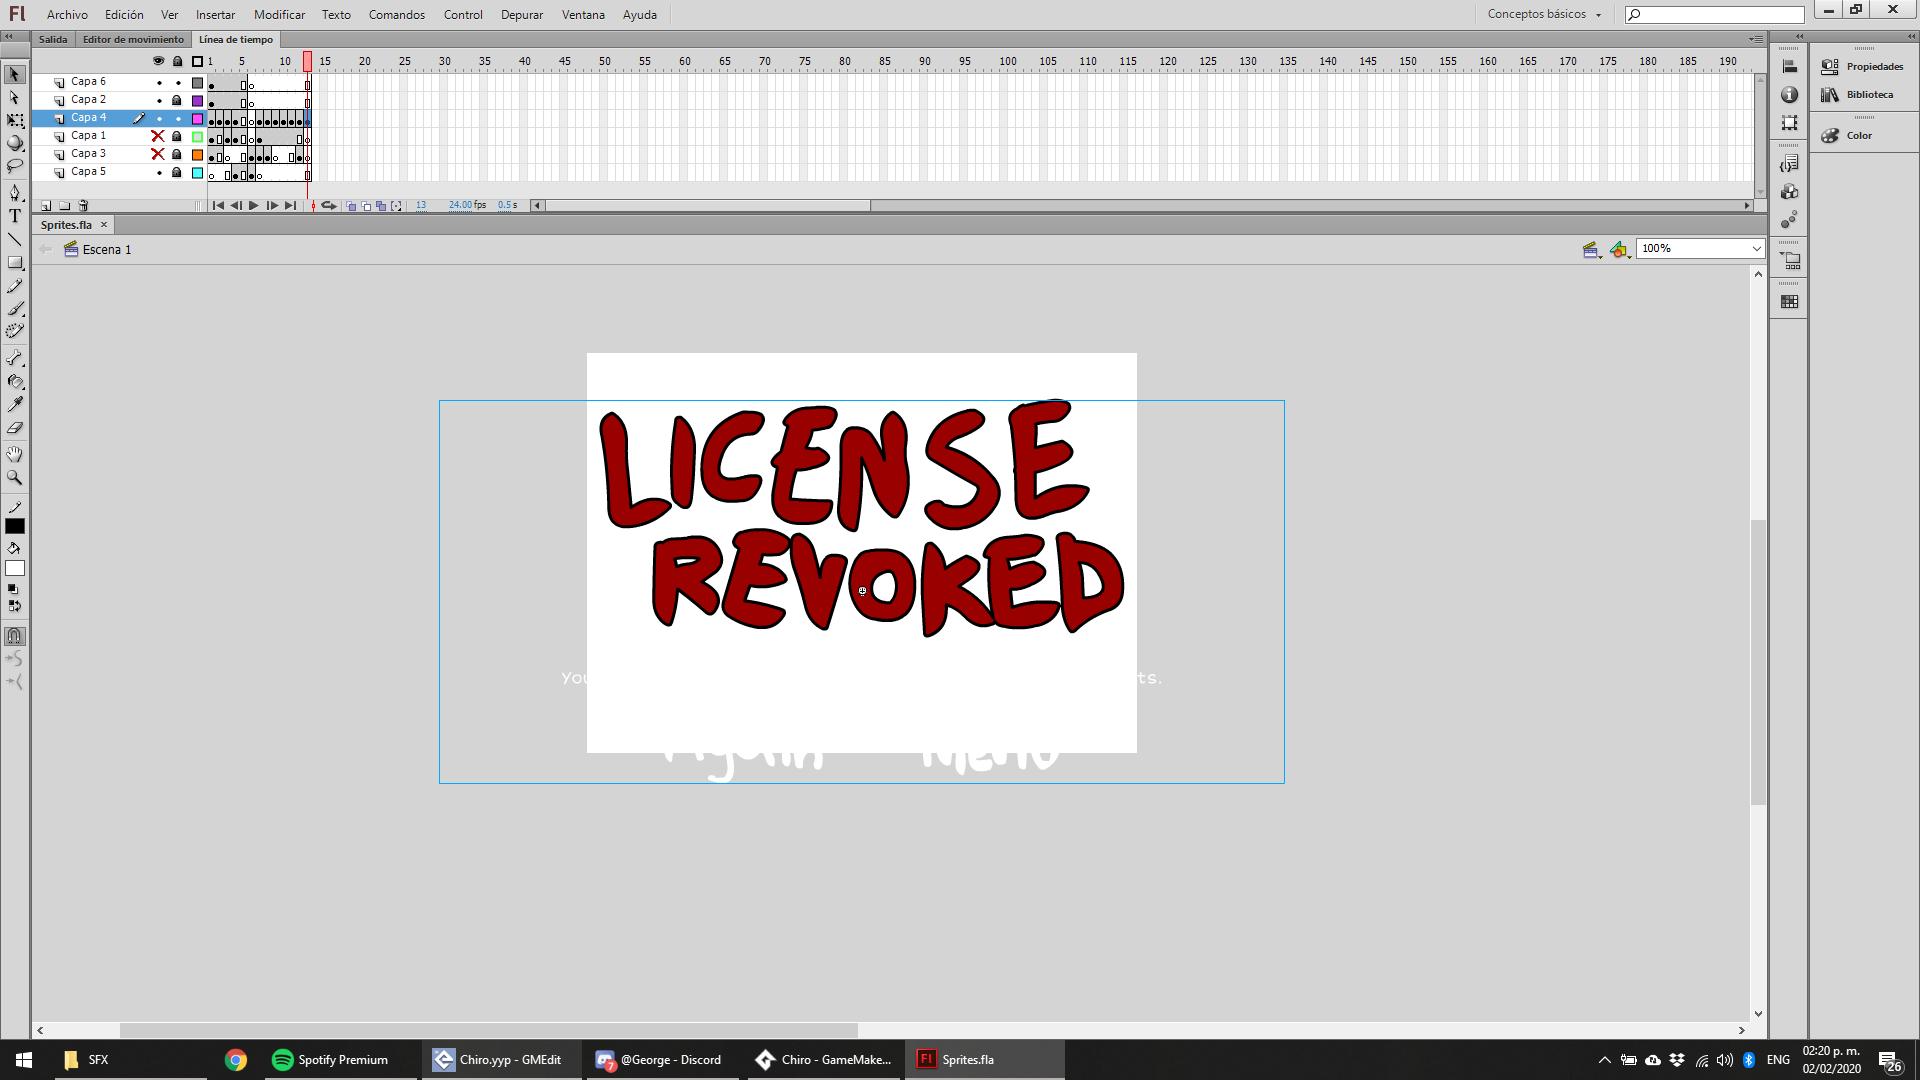 Fl Archivo Edición Ver Insertar Modificar Texto Comandos Control Depurar Ventana Ayuda Conceptos básicos
Salida Editor de movimiento Línea de tiempo
1 5 10 15 20 25 30 35 40 45 50 55 60 65 70 75 80 85 90 95 100 105 110 115 120 125 130 135 140 145 150 155 160 165 170 175 180 185 190
Capa 6
Capa 2
Capa 4
Capa 1
Capa 3
Capa 5
13 24.00 fps 0.5 s
Sprites.fla
Escena 1
100%
Propiedades
Biblioteca
Color
LICENSE
REVOKED
You ts.
Again Menu
SFX Spotify Premium Chiro.yyp - GMEdit 7 @George - Discord Chiro - GameMake... Fl Sprites.fla ENG 02:20 p. m.
02/02/2020 26